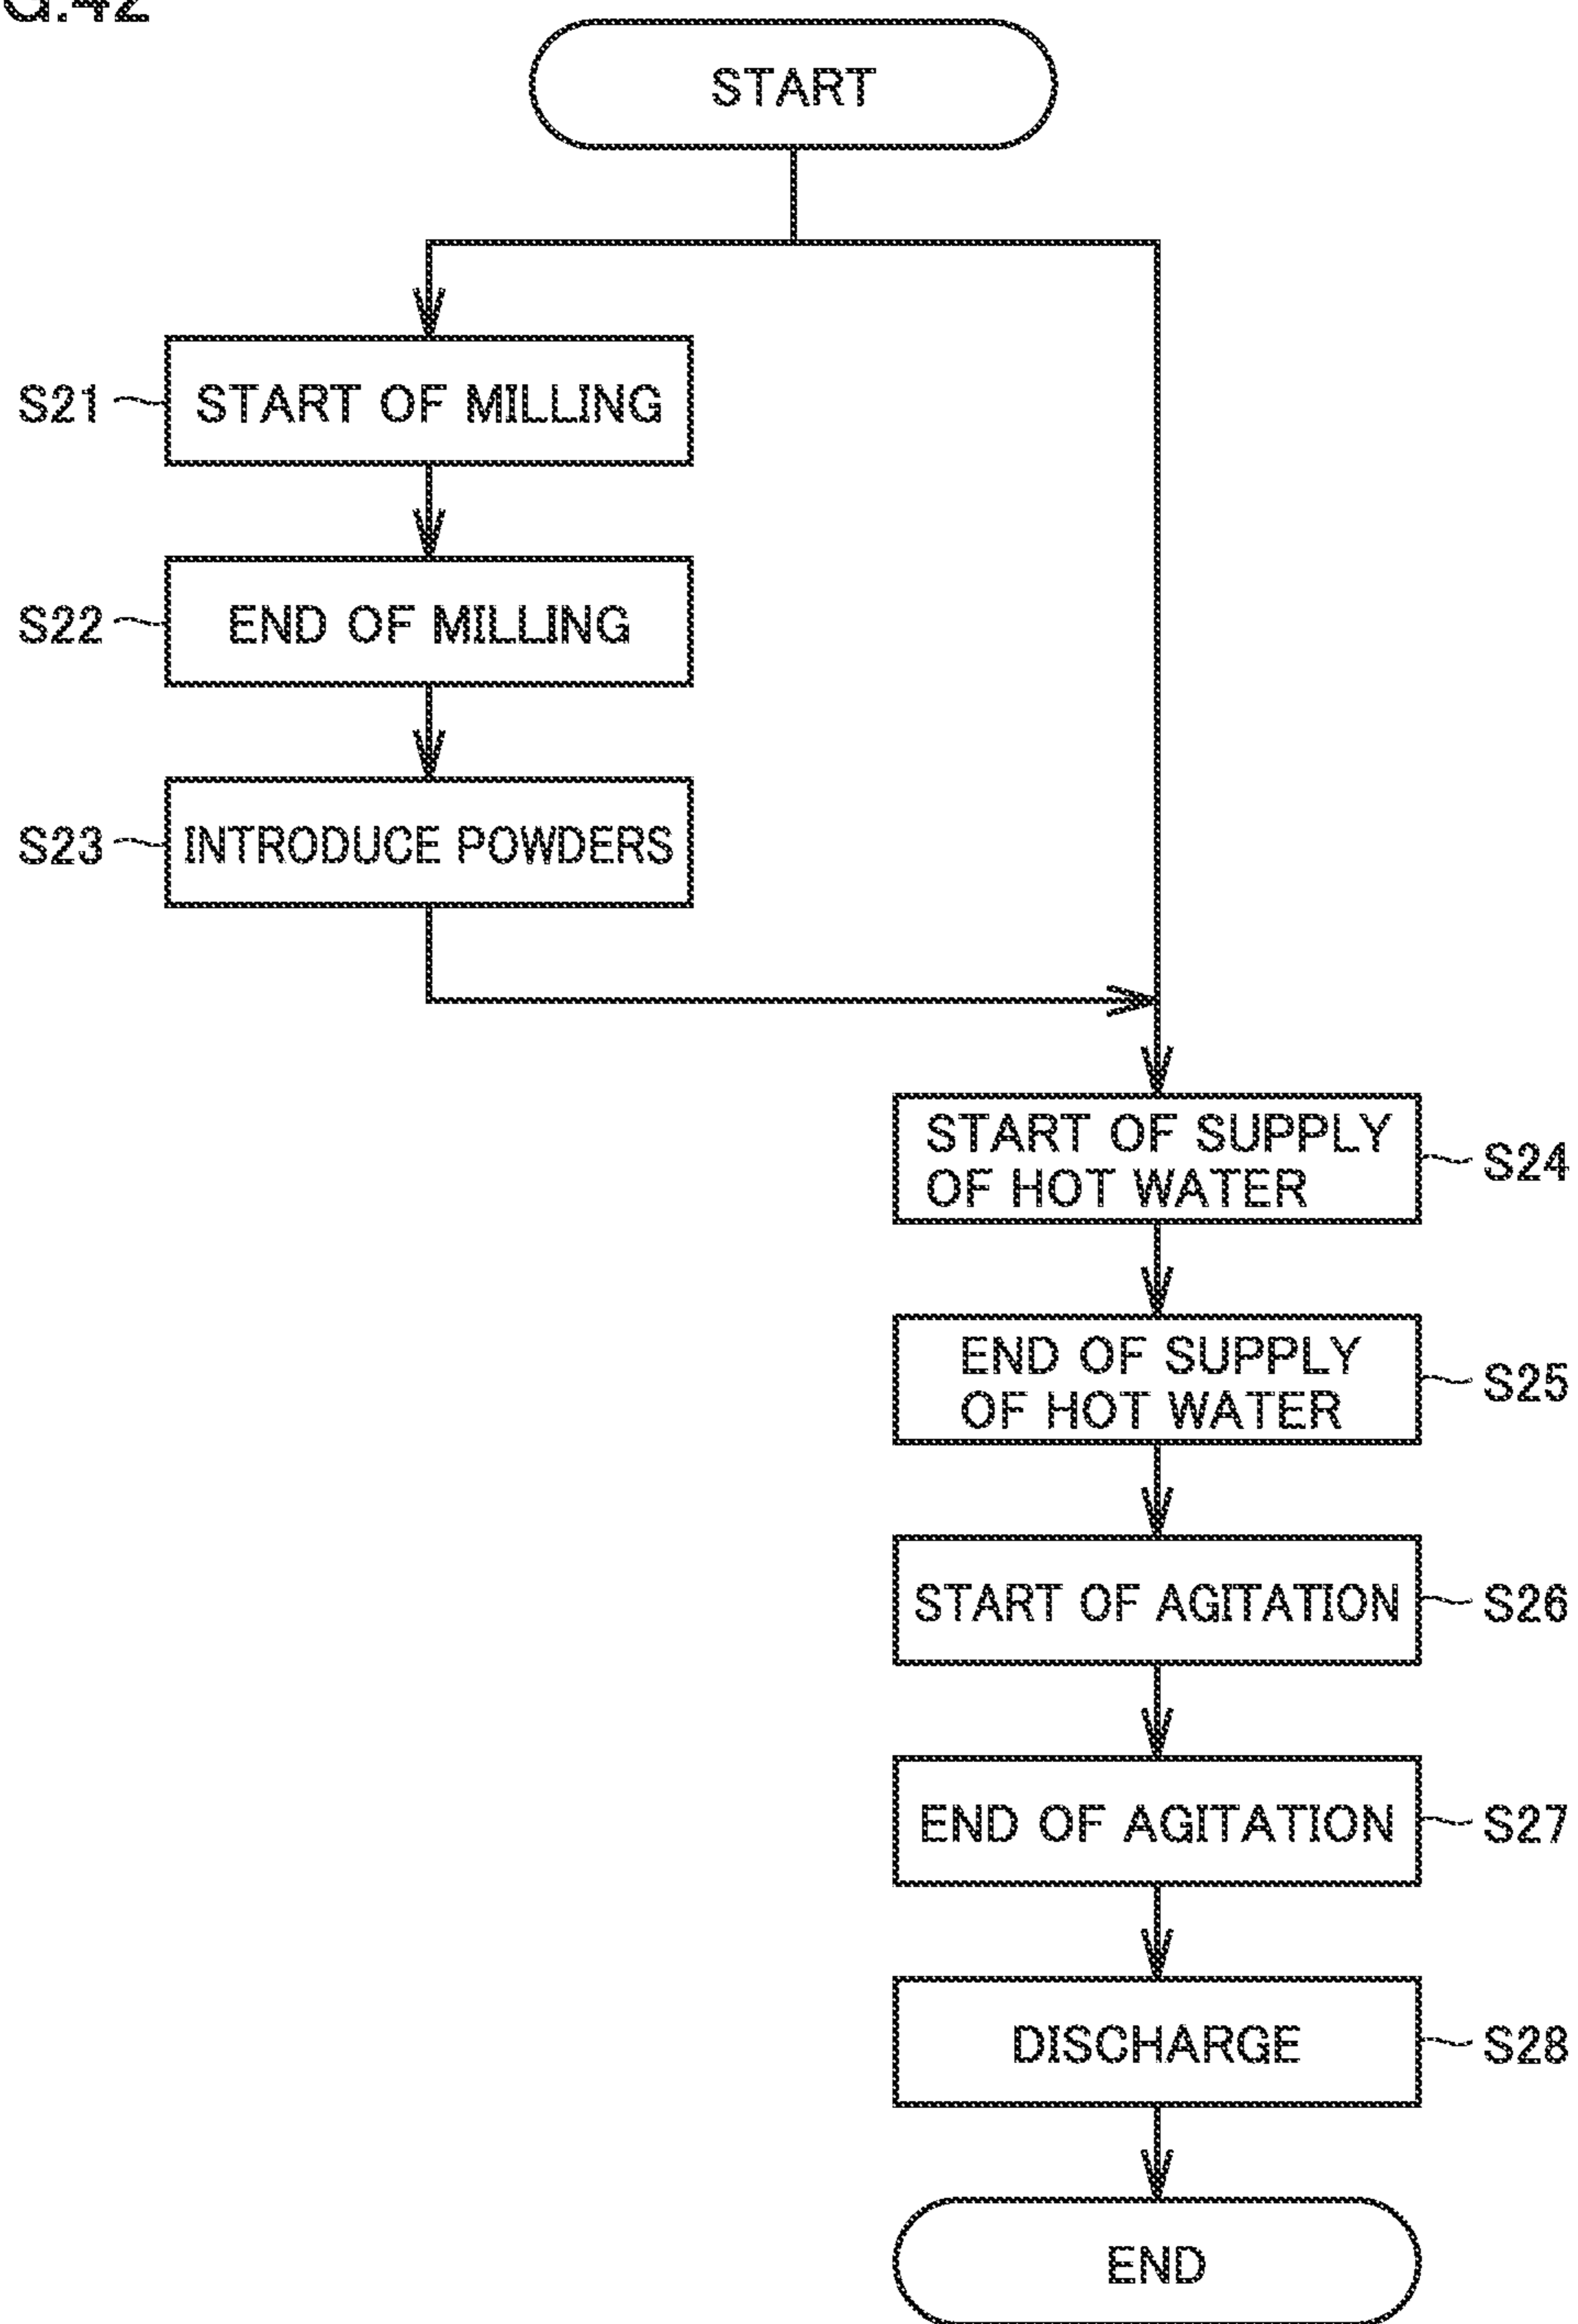 G.42
START
S21
START OF MILLING
S22
END OF MILLING
S23
INTRODUCE POWDERS
START OF SUPPLY
OF HOT WATER
S24
END OF SUPPLY
OF HOT WATER
S25
START OF AGITATION
S26
END OF AGITATION
S27
DISCHARGE
S28
END